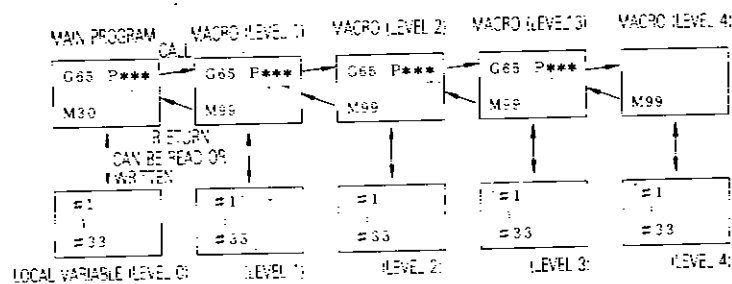 MAIN PROGRAM MACRO (LEVEL 1) MACRO (LEVEL 2) MACRO (LEVEL 3) MACRO (LEVEL 4)
CALL
G65 P*** G65 P*** G65 P*** G65 P***
M30 M99 M99 M99 M99
RETURN
CAN BE READ OR
WRITTEN
#1 #1 #1 #1 #1
#33 #33 #33 #33 #33
LOCAL VARIABLE (LEVEL 0) (LEVEL 1) (LEVEL 2) (LEVEL 3) (LEVEL 4)